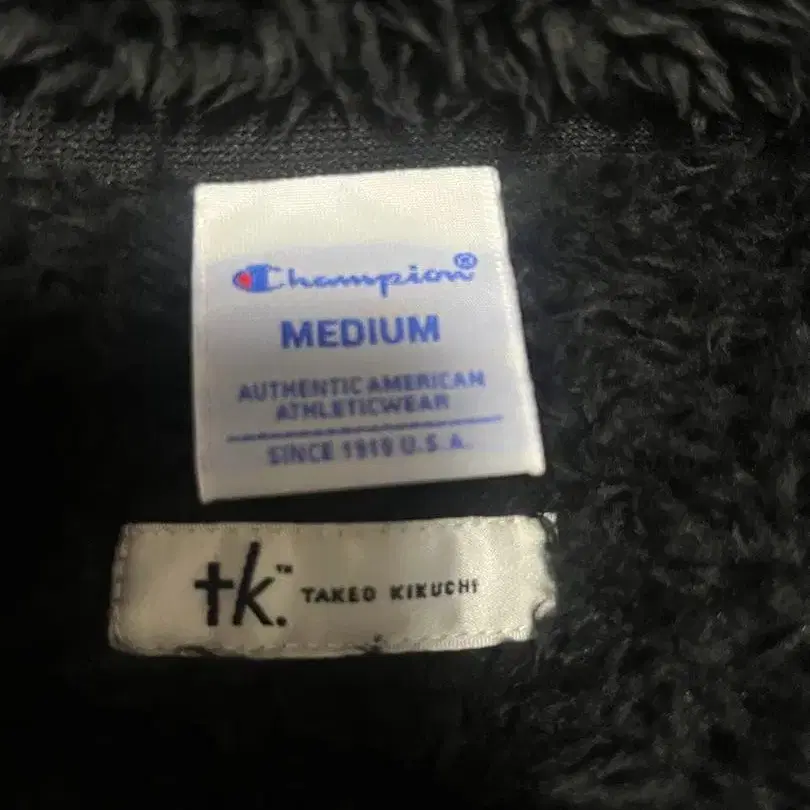 Champion®
MEDIUM
AUTHENTIC AMERICAN
ATHLETICWEAR
SINCE 1919 U.S.A.
tk.™ TAKEO KIKUCHI